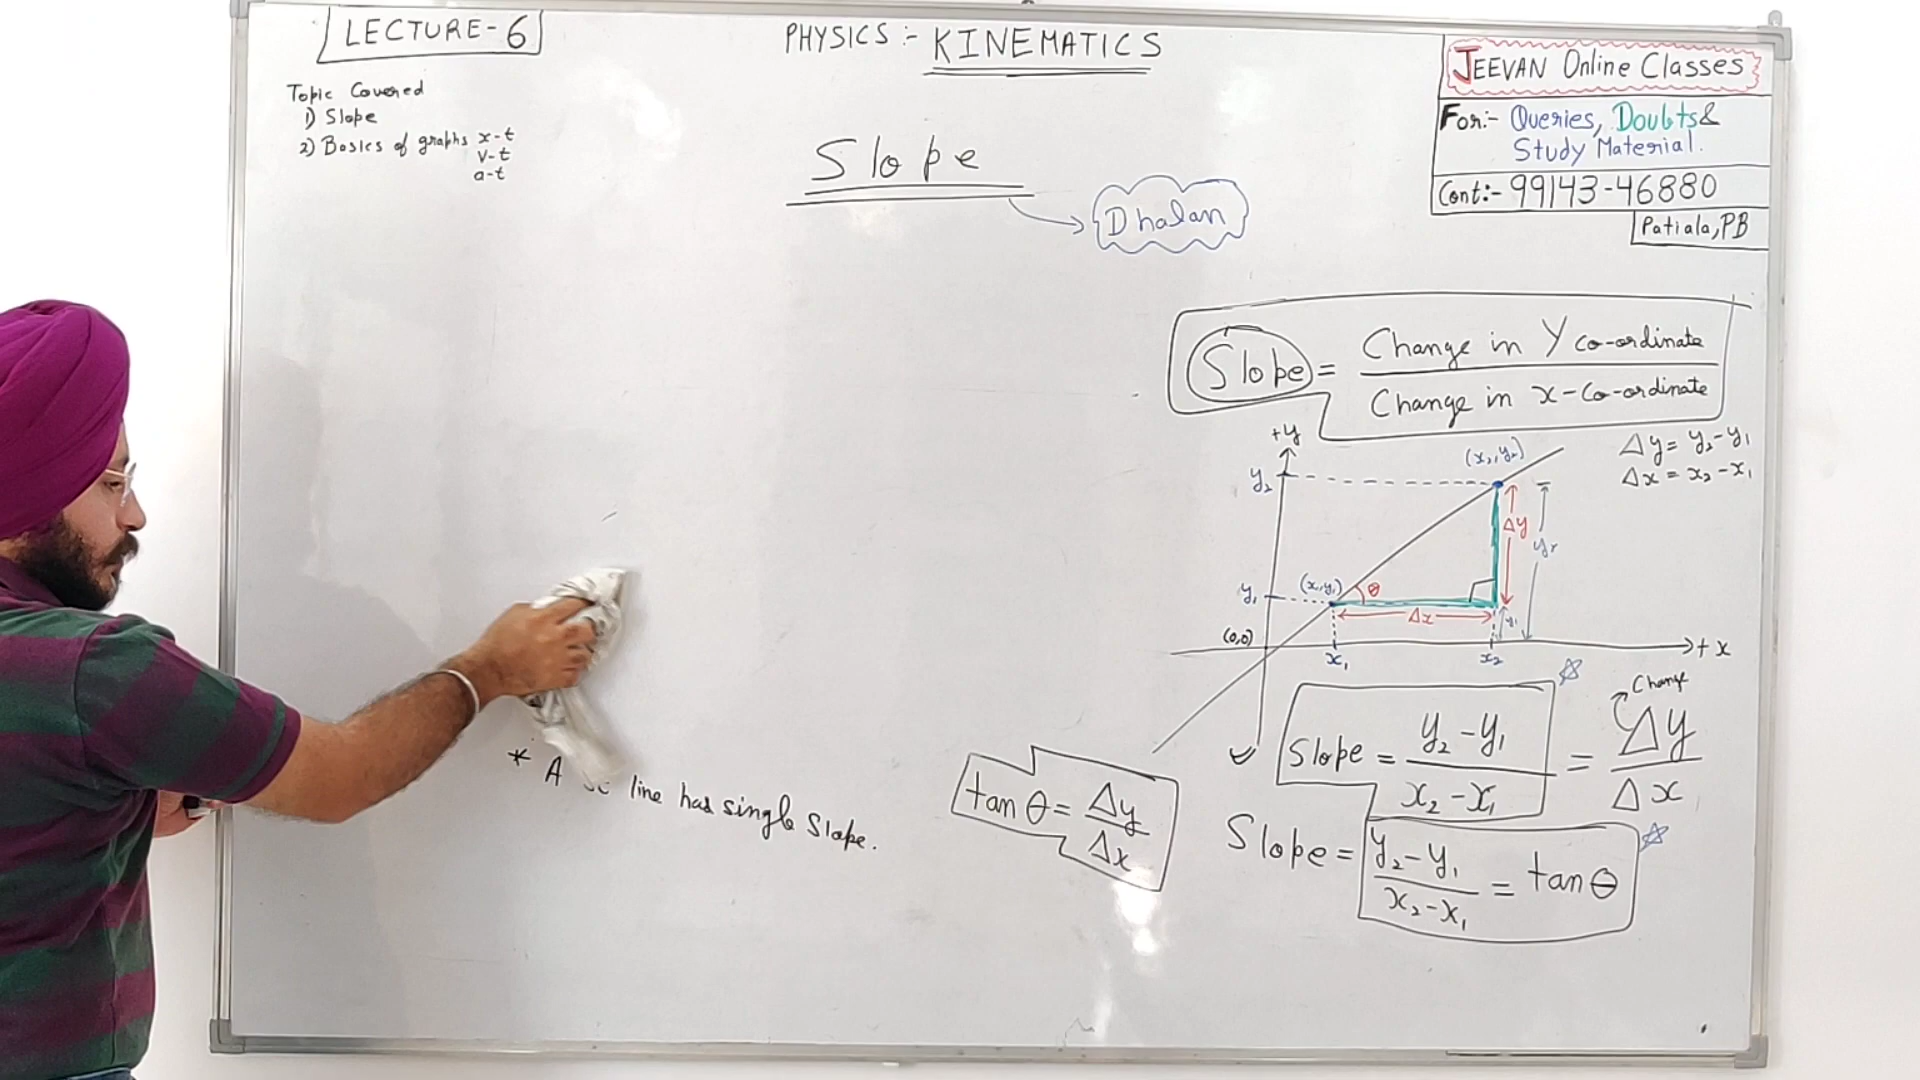 LECTURE-6
PHYSICS:- KINEMATICS
Topic Covered
1) Slope
2) Basics of graphs x-t
v-t
a-t
JEEVAN Online Classes
For:- Queries, Doubts &
Study Material.
Cont:- 99143-46880
Patiala, PB
Slope
Dhalan
Slope = Change in Y co-ordinate
Change in x-co-ordinate
+y
y₂
(x₂, y₂)
Δy = y₂-y₁
Δx = x₂-x₁
Δy
y₁
(x₁y₁)
θ
Δx
y₁
(0,0)
x₁
x₂
+x
Change
Slope = y₂-y₁ / x₂-x₁ = Δy / Δx
* A line has single Slope.
tan θ = Δy / Δx
Slope = y₂-y₁ / x₂-x₁ = tan θ